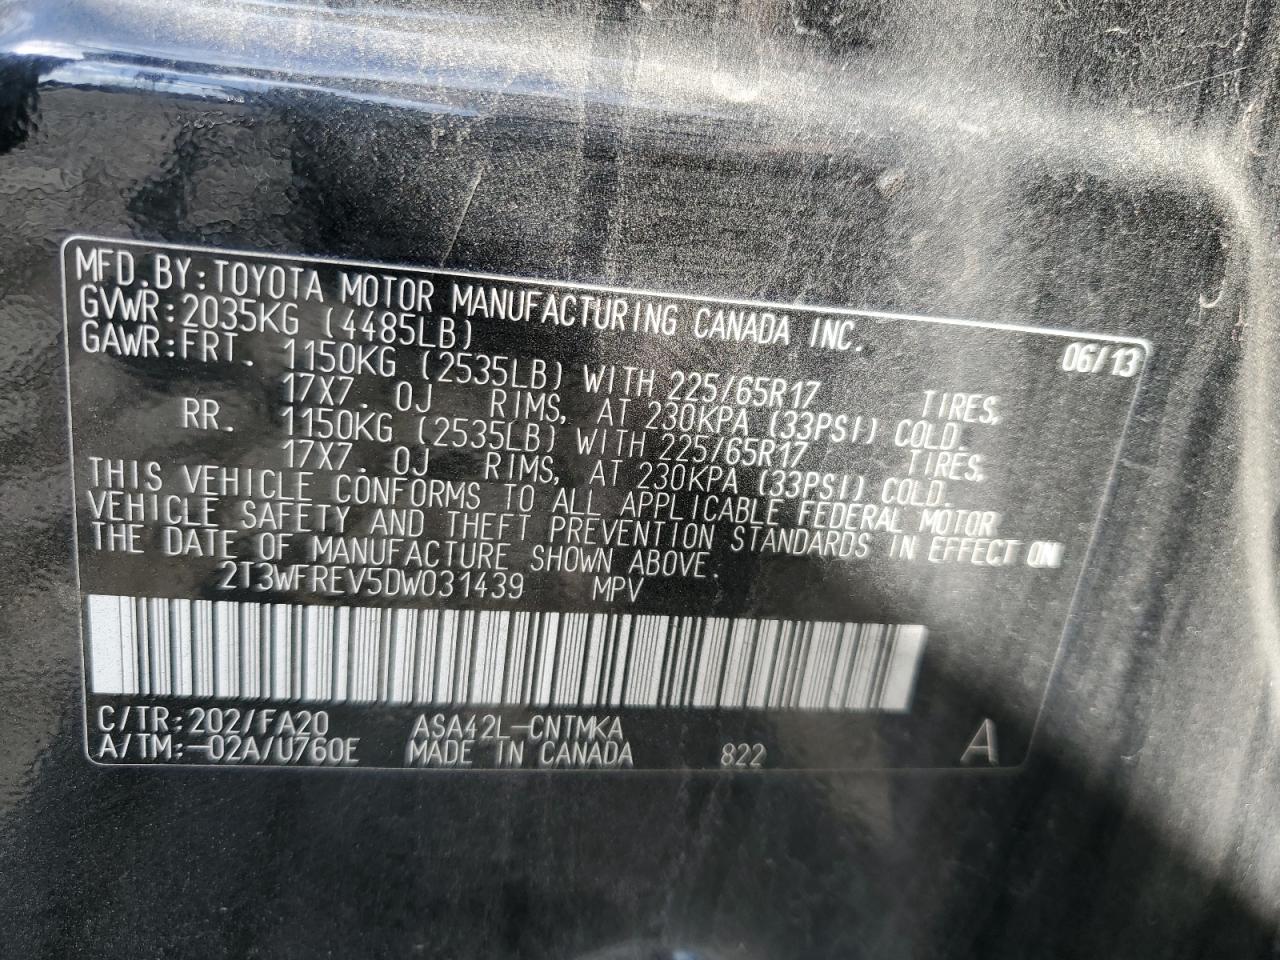 MFD.BY:TOYOTA MOTOR MANUFACTURING CANADA INC. 06/13
GVWR:2035KG (4485LB)
GAWR:FRT. 1150KG (2535LB) WITH 225/65R17 TIRES,
17X7.0J RIMS, AT 230KPA (33PSI) COLD.
RR. 1150KG (2535LB) WITH 225/65R17 TIRES,
17X7.0J RIMS, AT 230KPA (33PSI) COLD.
THIS VEHICLE CONFORMS TO ALL APPLICABLE FEDERAL MOTOR
VEHICLE SAFETY AND THEFT PREVENTION STANDARDS IN EFFECT ON
THE DATE OF MANUFACTURE SHOWN ABOVE.
2T3WFREV5DW031439 MPV
C/TR:202/FA20 ASA42L-CNTMKA
A/TM:-02A/U760E MADE IN CANADA 822 A